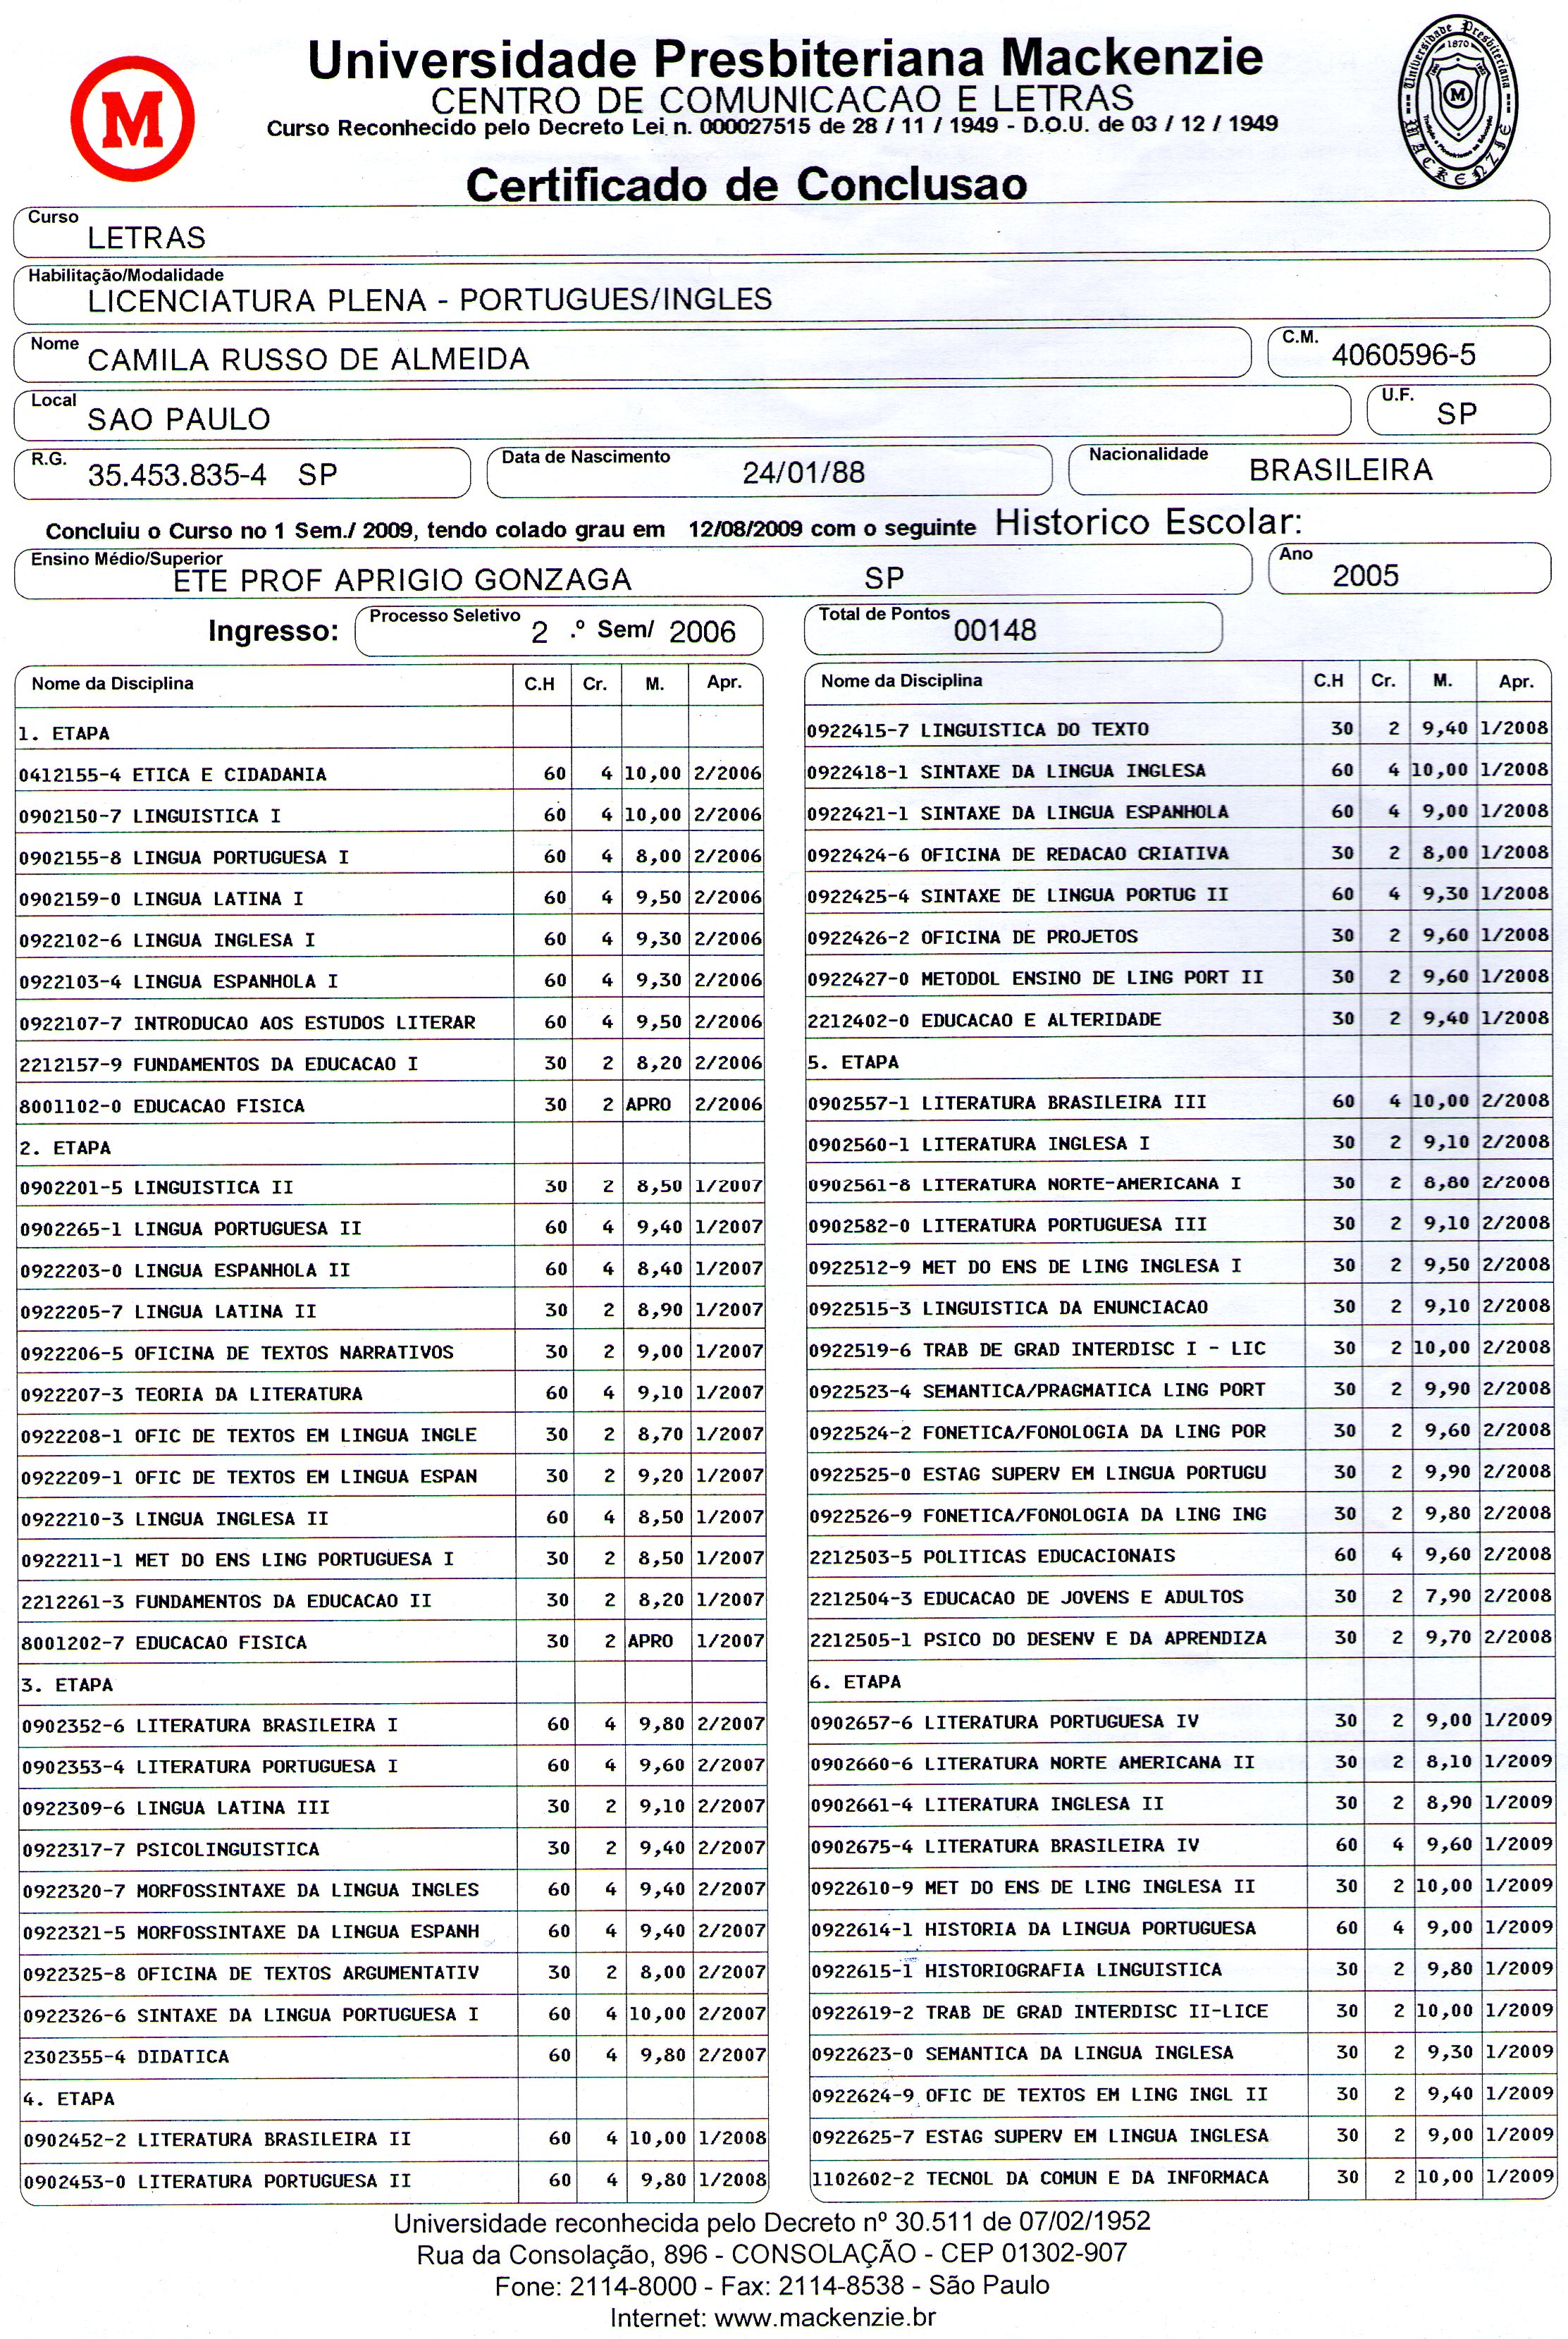 M
Universidade Presbiteriana Mackenzie
CENTRO DE COMUNICACAO E LETRAS
Curso Reconhecido pelo Decreto Lei n. 000027515 de 28 / 11 / 1949 - D.O.U. de 03 / 12 / 1949
Universidade Presbiteriana
1870
M
MACKENZIE
Certificado de Conclusao
Curso
LETRAS
Habilitação/Modalidade
LICENCIATURA PLENA - PORTUGUES/INGLES
Nome CAMILA RUSSO DE ALMEIDA C.M. 4060596-5
Local SAO PAULO U.F. SP
R.G. 35.453.835-4 SP Data de Nascimento 24/01/88 Nacionalidade BRASILEIRA
Concluiu o Curso no 1 Sem./ 2009, tendo colado grau em 12/08/2009 com o seguinte Historico Escolar:
Ensino Médio/Superior ETE PROF APRIGIO GONZAGA SP Ano 2005
Ingresso: Processo Seletivo 2 .º Sem/ 2006 Total de Pontos 00148
Nome da Disciplina C.H Cr. M. Apr.
1. ETAPA
0412155-4 ETICA E CIDADANIA 60 4 10,00 2/2006
0902150-7 LINGUISTICA I 60 4 10,00 2/2006
0902155-8 LINGUA PORTUGUESA I 60 4 8,00 2/2006
0902159-0 LINGUA LATINA I 60 4 9,50 2/2006
0922102-6 LINGUA INGLESA I 60 4 9,30 2/2006
0922103-4 LINGUA ESPANHOLA I 60 4 9,30 2/2006
0922107-7 INTRODUCAO AOS ESTUDOS LITERAR 60 4 9,50 2/2006
2212157-9 FUNDAMENTOS DA EDUCACAO I 30 2 8,20 2/2006
8001102-0 EDUCACAO FISICA 30 2 APRO 2/2006
2. ETAPA
0902201-5 LINGUISTICA II 30 2 8,50 1/2007
0902265-1 LINGUA PORTUGUESA II 60 4 9,40 1/2007
0922203-0 LINGUA ESPANHOLA II 60 4 8,40 1/2007
0922205-7 LINGUA LATINA II 30 2 8,90 1/2007
0922206-5 OFICINA DE TEXTOS NARRATIVOS 30 2 9,00 1/2007
0922207-3 TEORIA DA LITERATURA 60 4 9,10 1/2007
0922208-1 OFIC DE TEXTOS EM LINGUA INGLE 30 2 8,70 1/2007
0922209-1 OFIC DE TEXTOS EM LINGUA ESPAN 30 2 9,20 1/2007
0922210-3 LINGUA INGLESA II 60 4 8,50 1/2007
0922211-1 MET DO ENS LING PORTUGUESA I 30 2 8,50 1/2007
2212261-3 FUNDAMENTOS DA EDUCACAO II 30 2 8,20 1/2007
8001202-7 EDUCACAO FISICA 30 2 APRO 1/2007
3. ETAPA
0902352-6 LITERATURA BRASILEIRA I 60 4 9,80 2/2007
0902353-4 LITERATURA PORTUGUESA I 60 4 9,60 2/2007
0922309-6 LINGUA LATINA III 30 2 9,10 2/2007
0922317-7 PSICOLINGUISTICA 30 2 9,40 2/2007
0922320-7 MORFOSSINTAXE DA LINGUA INGLES 60 4 9,40 2/2007
0922321-5 MORFOSSINTAXE DA LINGUA ESPANH 60 4 9,40 2/2007
0922325-8 OFICINA DE TEXTOS ARGUMENTATIV 30 2 8,00 2/2007
0922326-6 SINTAXE DA LINGUA PORTUGUESA I 60 4 10,00 2/2007
2302355-4 DIDATICA 60 4 9,80 2/2007
4. ETAPA
0902452-2 LITERATURA BRASILEIRA II 60 4 10,00 1/2008
0902453-0 LITERATURA PORTUGUESA II 60 4 9,80 1/2008
Nome da Disciplina C.H Cr. M. Apr.
0922415-7 LINGUISTICA DO TEXTO 30 2 9,40 1/2008
0922418-1 SINTAXE DA LINGUA INGLESA 60 4 10,00 1/2008
0922421-1 SINTAXE DA LINGUA ESPANHOLA 60 4 9,00 1/2008
0922424-6 OFICINA DE REDACAO CRIATIVA 30 2 8,00 1/2008
0922425-4 SINTAXE DE LINGUA PORTUG II 60 4 9,30 1/2008
0922426-2 OFICINA DE PROJETOS 30 2 9,60 1/2008
0922427-0 METODOL ENSINO DE LING PORT II 30 2 9,60 1/2008
2212402-0 EDUCACAO E ALTERIDADE 30 2 9,40 1/2008
5. ETAPA
0902557-1 LITERATURA BRASILEIRA III 60 4 10,00 2/2008
0902560-1 LITERATURA INGLESA I 30 2 9,10 2/2008
0902561-8 LITERATURA NORTE-AMERICANA I 30 2 8,80 2/2008
0902582-0 LITERATURA PORTUGUESA III 30 2 9,10 2/2008
0922512-9 MET DO ENS DE LING INGLESA I 30 2 9,50 2/2008
0922515-3 LINGUISTICA DA ENUNCIACAO 30 2 9,10 2/2008
0922519-6 TRAB DE GRAD INTERDISC I - LIC 30 2 10,00 2/2008
0922523-4 SEMANTICA/PRAGMATICA LING PORT 30 2 9,90 2/2008
0922524-2 FONETICA/FONOLOGIA DA LING POR 30 2 9,60 2/2008
0922525-0 ESTAG SUPERV EM LINGUA PORTUGU 30 2 9,90 2/2008
0922526-9 FONETICA/FONOLOGIA DA LING ING 30 2 9,80 2/2008
2212503-5 POLITICAS EDUCACIONAIS 60 4 9,60 2/2008
2212504-3 EDUCACAO DE JOVENS E ADULTOS 30 2 7,90 2/2008
2212505-1 PSICO DO DESENV E DA APRENDIZA 30 2 9,70 2/2008
6. ETAPA
0902657-6 LITERATURA PORTUGUESA IV 30 2 9,00 1/2009
0902660-6 LITERATURA NORTE AMERICANA II 30 2 8,10 1/2009
0902661-4 LITERATURA INGLESA II 30 2 8,90 1/2009
0902675-4 LITERATURA BRASILEIRA IV 60 4 9,60 1/2009
0922610-9 MET DO ENS DE LING INGLESA II 30 2 10,00 1/2009
0922614-1 HISTORIA DA LINGUA PORTUGUESA 60 4 9,00 1/2009
0922615-1 HISTORIOGRAFIA LINGUISTICA 30 2 9,80 1/2009
0922619-2 TRAB DE GRAD INTERDISC II-LICE 30 2 10,00 1/2009
0922623-0 SEMANTICA DA LINGUA INGLESA 30 2 9,30 1/2009
0922624-9 OFIC DE TEXTOS EM LING INGL II 30 2 9,40 1/2009
0922625-7 ESTAG SUPERV EM LINGUA INGLESA 30 2 9,00 1/2009
1102602-2 TECNOL DA COMUN E DA INFORMACA 30 2 10,00 1/2009
Universidade reconhecida pelo Decreto nº 30.511 de 07/02/1952
Rua da Consolação, 896 - CONSOLAÇÃO - CEP 01302-907
Fone: 2114-8000 - Fax: 2114-8538 - São Paulo
Internet: www.mackenzie.br